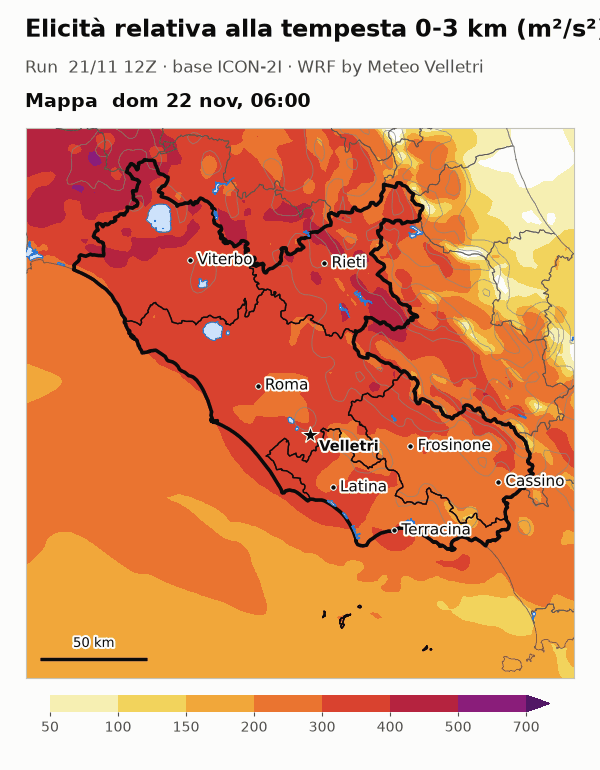 Elicità relativa alla tempesta 0-3 km (m²/s²)
Run  21/11 12Z · base ICON-2I · WRF by Meteo Velletri
Mappa  dom 22 nov, 06:00
Viterbo
Rieti
Roma
Velletri
Frosinone
Latina
Cassino
Terracina
50 km
50 100 150 200 300 400 500 700